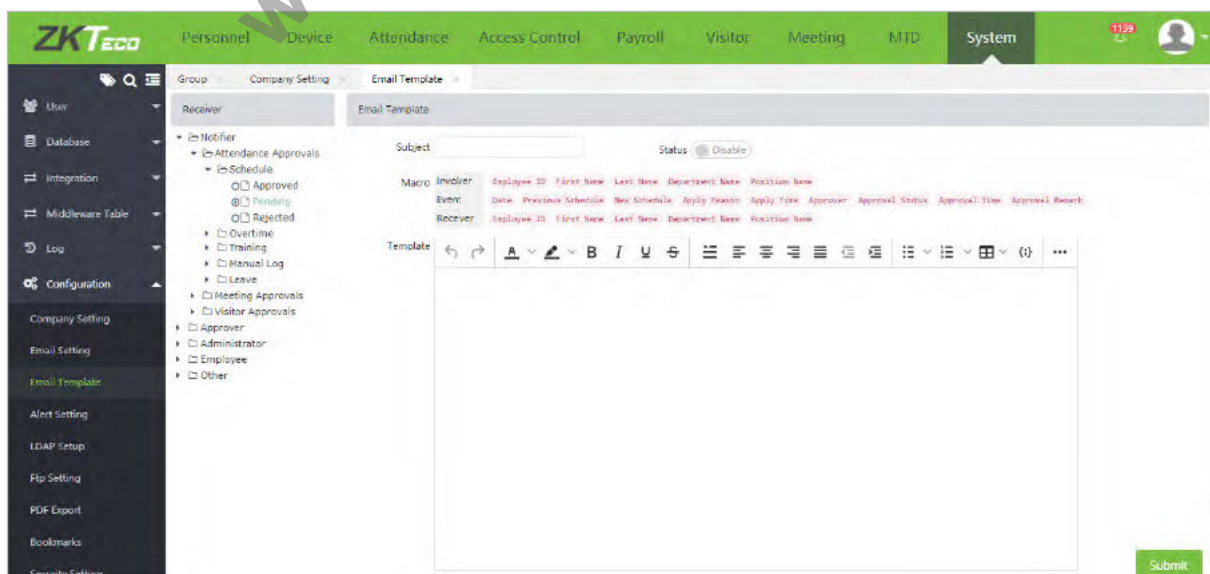 ZKTECO
Personnel Device Attendance Access Control Payroll Visitor Meeting MTD System 1139
Group Company Setting Email Template
User
Database
Integration
Middleware Table
Log
Configuration
Company Setting
Email Setting
Email Template
Alert Setting
LDAP Setup
Ftp Setting
PDF Export
Bookmarks
Security Setting
Receiver
Notifier
Attendance Approvals
Schedule
Approved
Pending
Rejected
Overtime
Training
Manual Log
Leave
Meeting Approvals
Visitor Approvals
Approver
Administrator
Employee
Other
Email Template
Subject Status Disable
Macro Involver Employee ID First Name Last Name Department Name Position Name
Event Date Previous Schedule New Schedule Apply Reason Apply Time Approver Approval Status Approval Time Approval Remark
Receiver Employee ID First Name Last Name Department Name Position Name
Template A B I U S
Submit